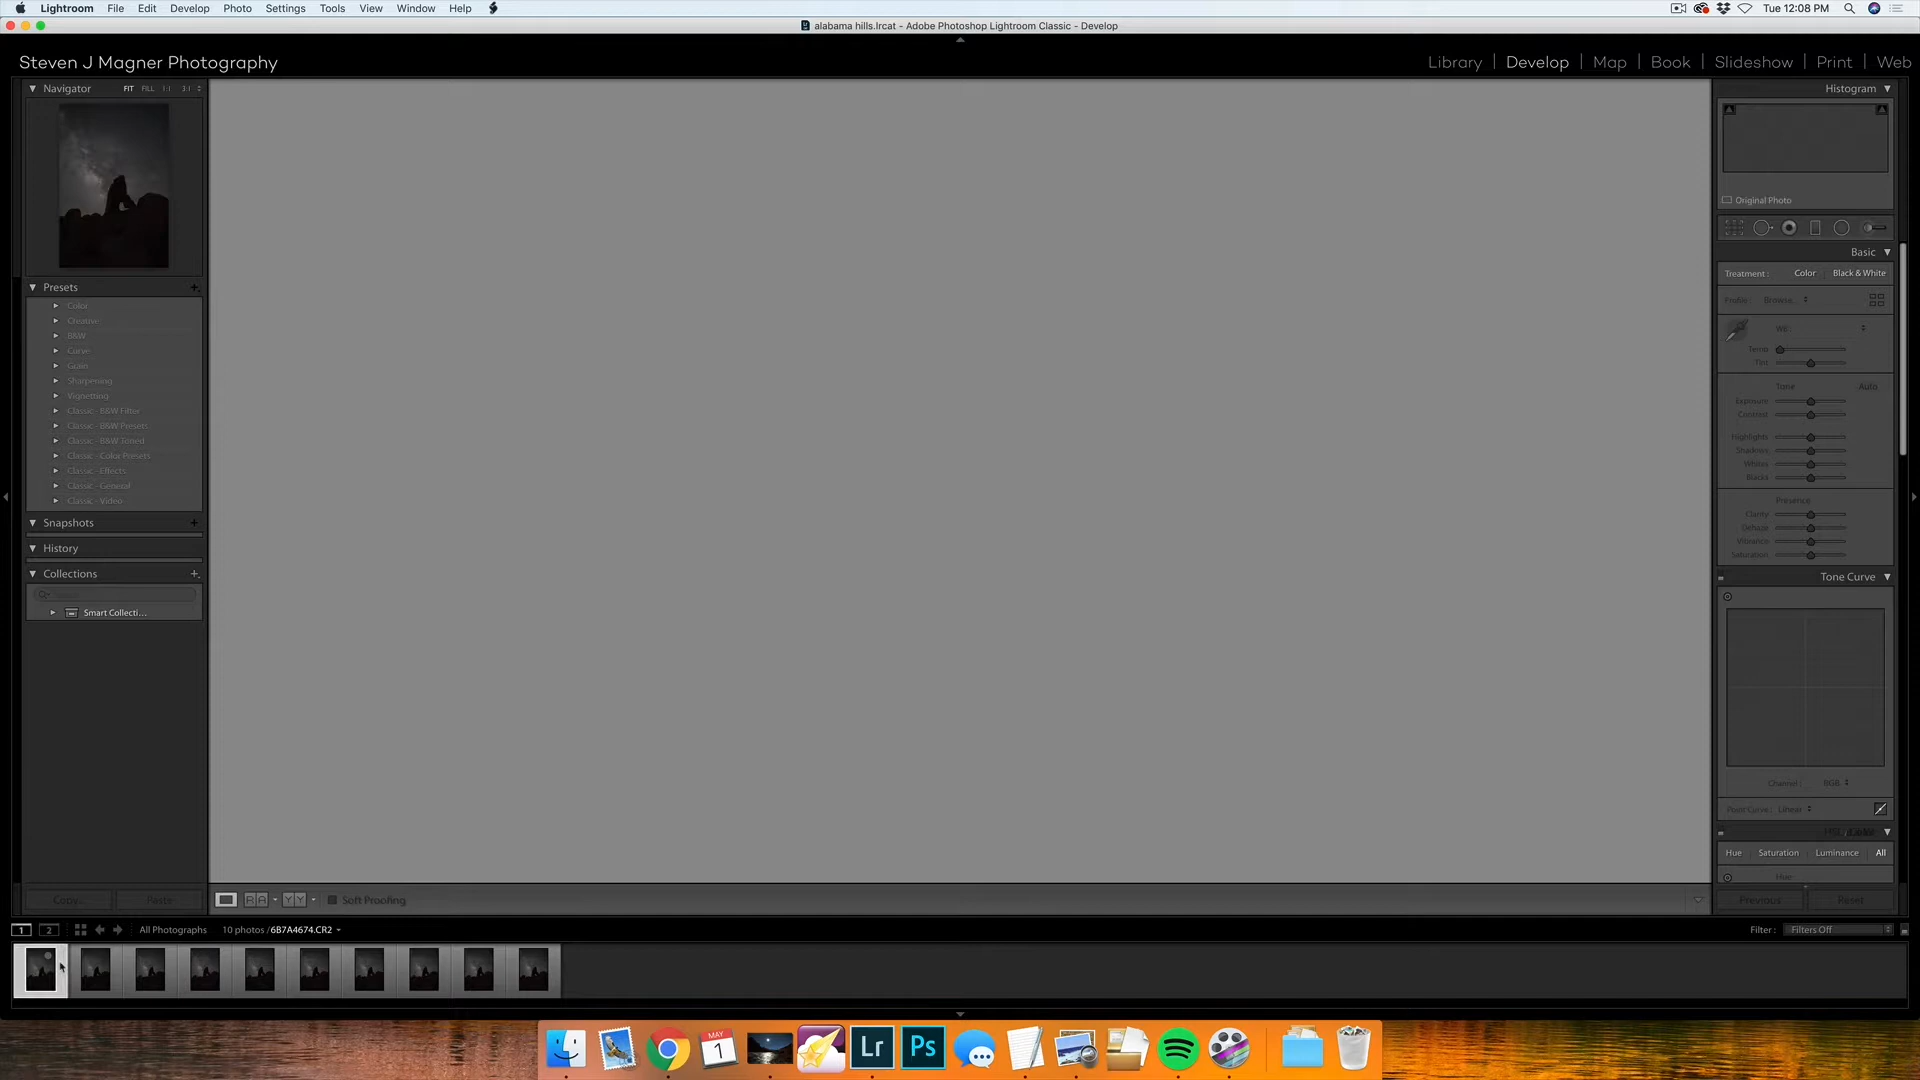 Lightroom File Edit Develop Photo Settings Tools View Window Help Tue 12:08 PM
alabama hills.lrcat - Adobe Photoshop Lightroom Classic - Develop
Steven J Magner Photography Library | Develop | Map | Book | Slideshow | Print | Web
Navigator FIT FILL 1:1 3:1
Histogram
Original Photo
Presets
Color
Creative
B&W
Curve
Grain
Sharpening
Vignetting
Classic - B&W Filter
Classic - B&W Presets
Classic - B&W Toned
Classic - Color Presets
Classic - Effects
Classic - General
Classic - Video
Snapshots
History
Collections
Smart Collecti...
Copy... Paste
Soft Proofing
Basic
Treatment : Color Black & White
Profile Browse...
WB :
Temp
Tint
Tone Auto
Exposure
Contrast
Highlights
Shadows
Whites
Blacks
Presence
Clarity
Dehaze
Vibrance
Saturation
Tone Curve
Channel : RGB
Point Curve : Linear
Hue Saturation Luminance All
Hue
Previous Reset
1 2 All Photographs 10 photos / 6B7A4674.CR2 Filter : Filters Off
MAY
1
Lr Ps